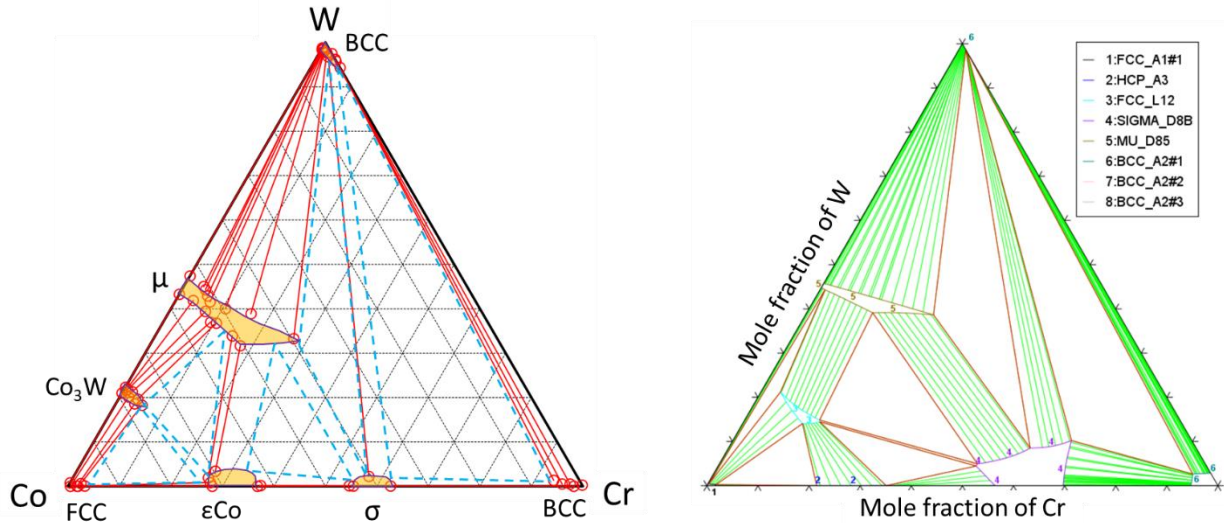 W
BCC
μ
Co₃W
Co
FCC
εCo
σ
BCC
Cr
6
1:FCC_A1#1
2:HCP_A3
3:FCC_L12
4:SIGMA_D8B
5:MU_D85
6:BCC_A2#1
7:BCC_A2#2
8:BCC_A2#3
Mole fraction of W
5
5
5
4
4
4
4
4
6
1
2
2
Mole fraction of Cr